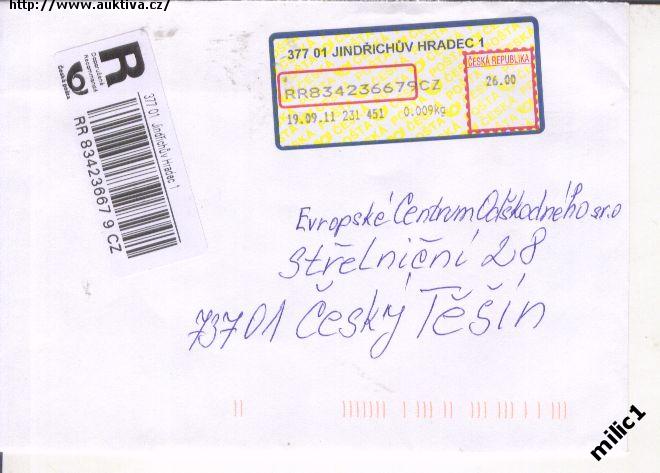 http://www.auktiva.cz/
R
Doporučeně
Recommandé
Česká pošta
377 01 Jindřichův Hradec 1
RR 83423667 9 CZ
377 01 JINDŘICHŮV HRADEC 1
RR834236679CZ
19.09.11 231 451 0.009kg
ČESKÁ REPUBLIKA
26.00
Evropské Centrum Odškodného s.r.o
Střelniční 28
73701 Český Těšín
milic1